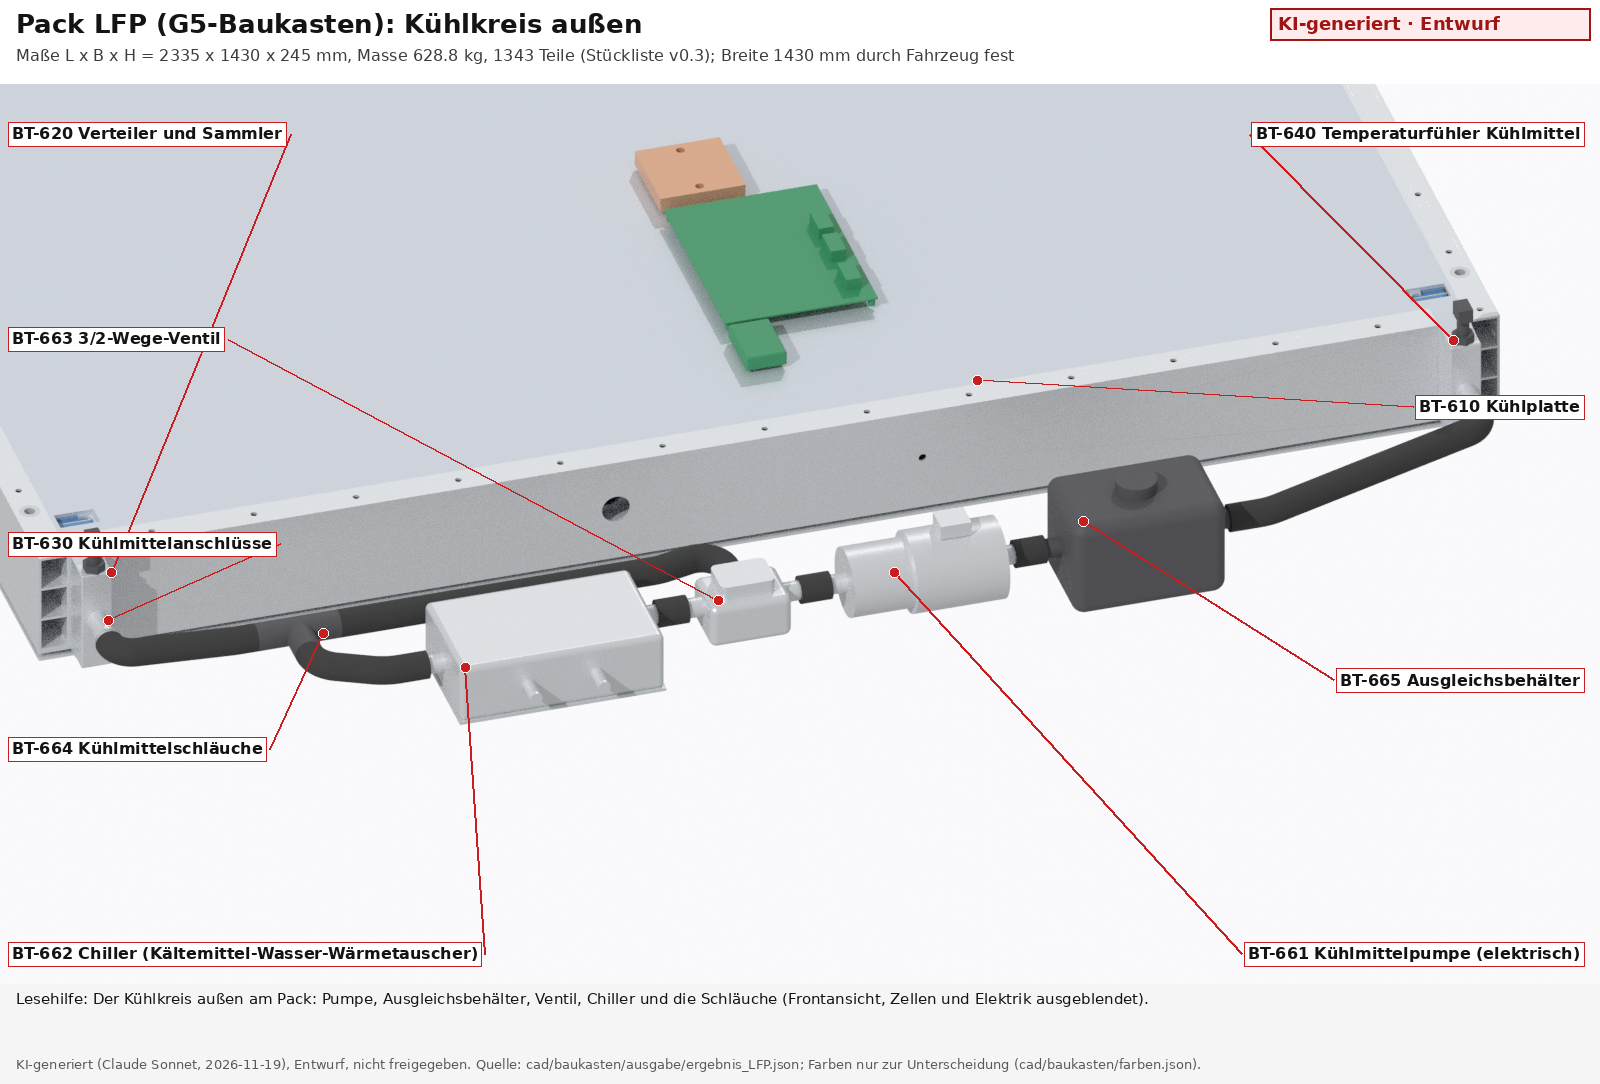 Pack LFP (G5-Baukasten): Kühlkreis außen
KI-generiert · Entwurf
Maße L x B x H = 2335 x 1430 x 245 mm, Masse 628.8 kg, 1343 Teile (Stückliste v0.3); Breite 1430 mm durch Fahrzeug fest
BT-620 Verteiler und Sammler
BT-640 Temperaturfühler Kühlmittel
BT-663 3/2-Wege-Ventil
BT-610 Kühlplatte
BT-630 Kühlmittelanschlüsse
BT-665 Ausgleichsbehälter
BT-664 Kühlmittelschläuche
BT-662 Chiller (Kältemittel-Wasser-Wärmetauscher)
BT-661 Kühlmittelpumpe (elektrisch)
Lesehilfe: Der Kühlkreis außen am Pack: Pumpe, Ausgleichsbehälter, Ventil, Chiller und die Schläuche (Frontansicht, Zellen und Elektrik ausgeblendet).
KI-generiert (Claude Sonnet, 2026-11-19), Entwurf, nicht freigegeben. Quelle: cad/baukasten/ausgabe/ergebnis_LFP.json; Farben nur zur Unterscheidung (cad/baukasten/farben.json).